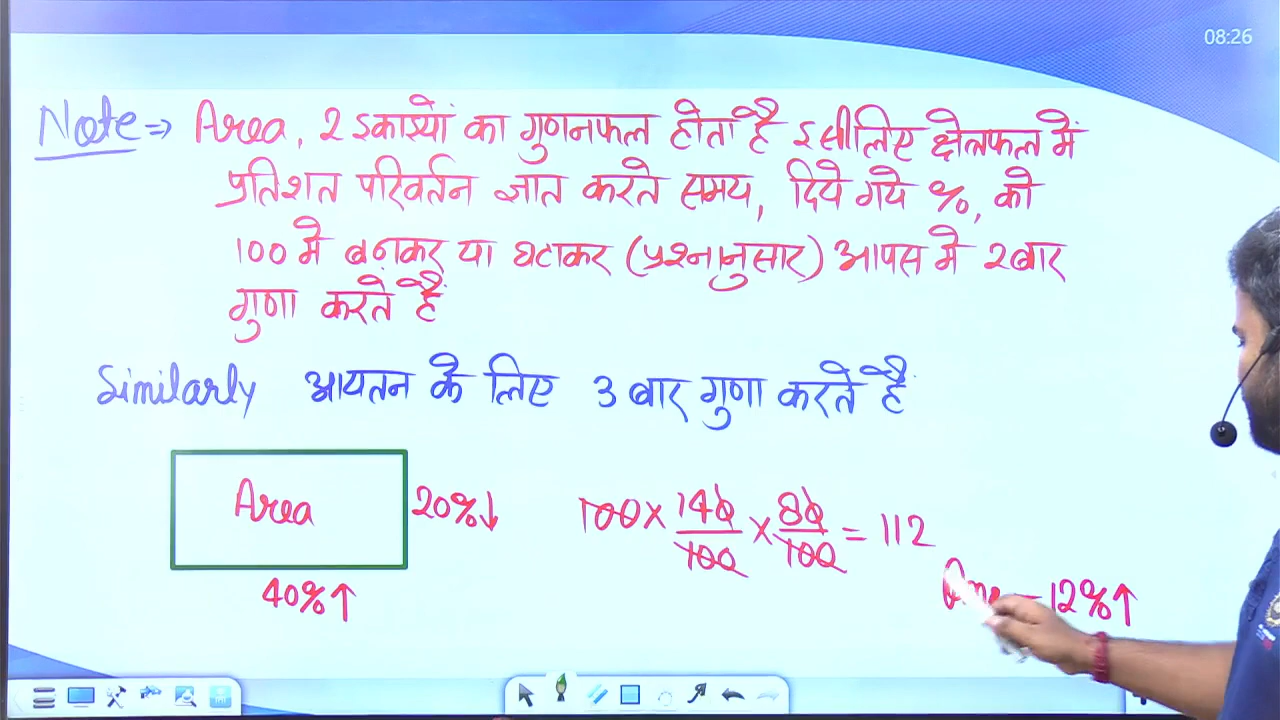 08:26
Note ⇒ Area, 2 इकाइयों का गुणनफल होता है इसीलिए क्षेत्रफल में
प्रतिशत परिवर्तन ज्ञात करते समय, दिये गये %, को
100 मे बढ़ाकर या घटाकर (प्रश्नानुसार) आपस मे 2 बार
गुणा करते हैं
Similarly आयतन के लिए 3 बार गुणा करते है
Area 20%↓
40%↑
100 × 140/100 × 80/100 = 112
12%↑